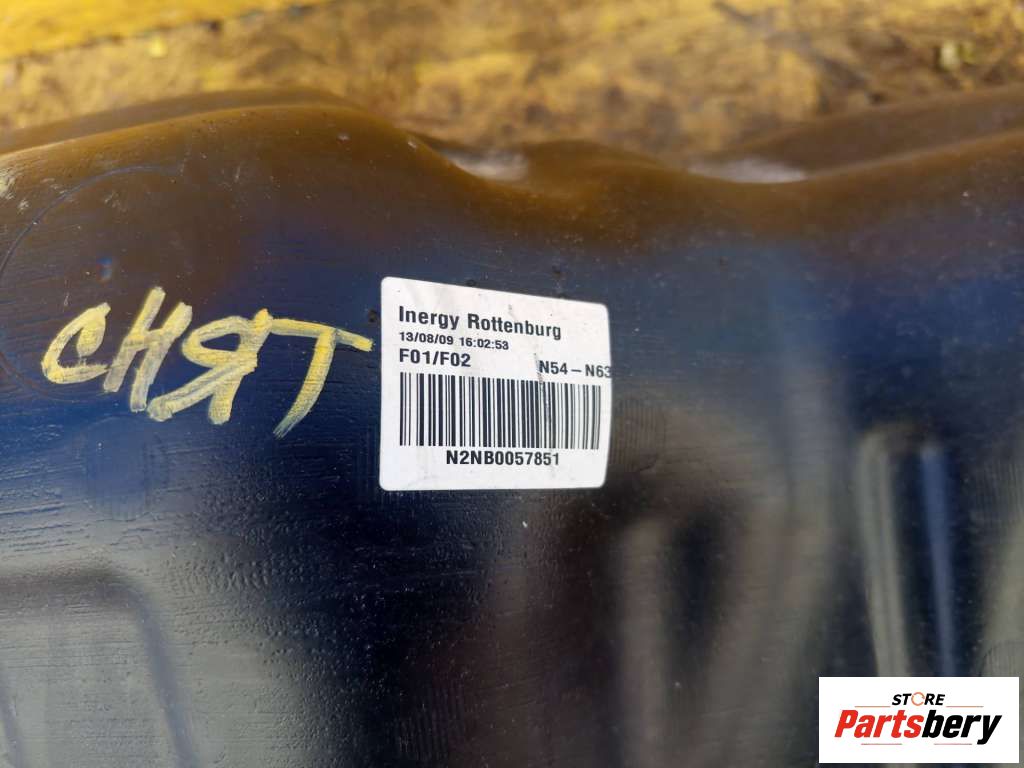 СНЯТ
Inergy Rottenburg
13/08/09 16:02:53
F01/F02 N54 – N63
N2NB0057851
STORE
Partsbery